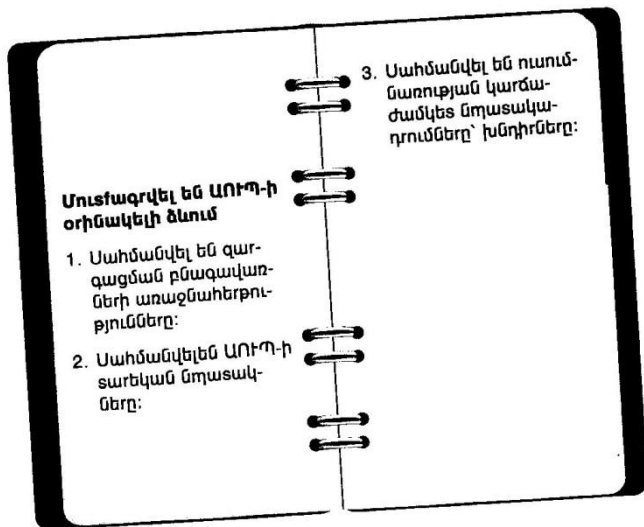 Մուտֆագրվել են ԱՈՒՊ-ի
օրինակելի ձևում
1. Սահմանվել են զար-
գացման բնագավառ-
ների առաջնահերթու-
թյունները:
2. Սահմանվելեն ԱՈՒՊ-ի
տարեկան նպատակ-
ները:
3. Սահմանվել են ուսում-
նառության կարճա-
ժամկետ նպատակա-
դրումները՝ խնդիրները: